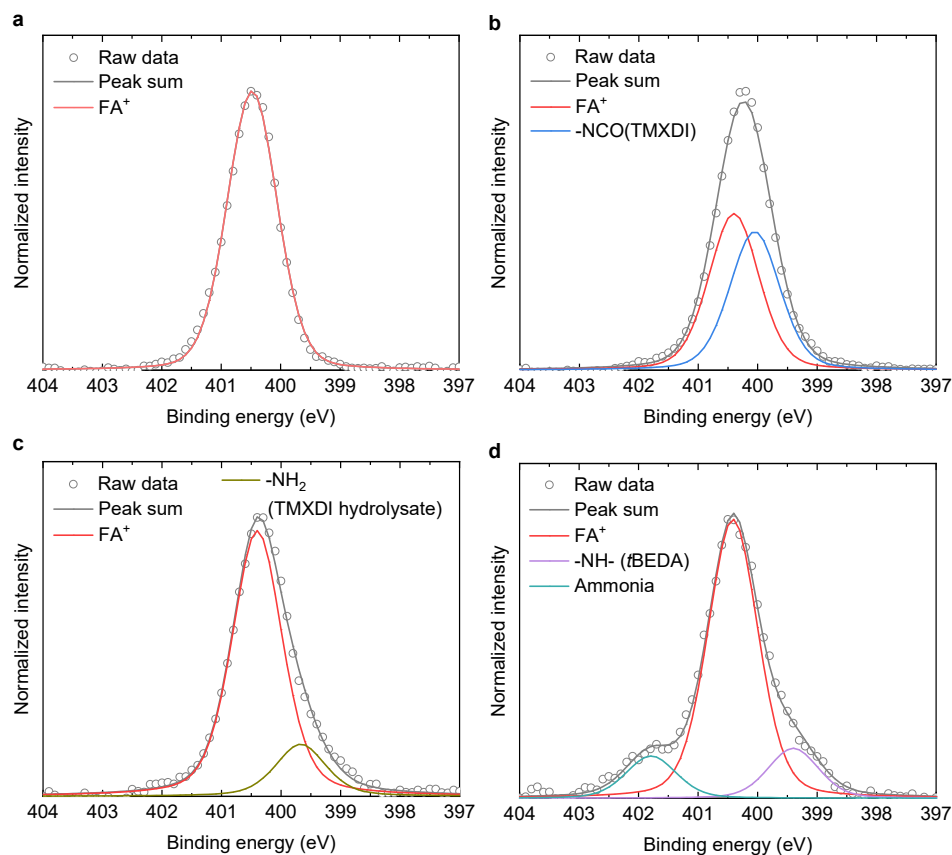 a
Raw data
Peak sum
FA⁺
Normalized intensity
404 403 402 401 400 399 398 397
Binding energy (eV)
b
Raw data
Peak sum
FA⁺
-NCO(TMXDI)
Normalized intensity
404 403 402 401 400 399 398 397
Binding energy (eV)
c
Raw data
Peak sum
FA⁺
-NH₂
(TMXDI hydrolysate)
Normalized intensity
404 403 402 401 400 399 398 397
Binding energy (eV)
d
Raw data
Peak sum
FA⁺
-NH- (tBEDA)
Ammonia
Normalized intensity
404 403 402 401 400 399 398 397
Binding energy (eV)